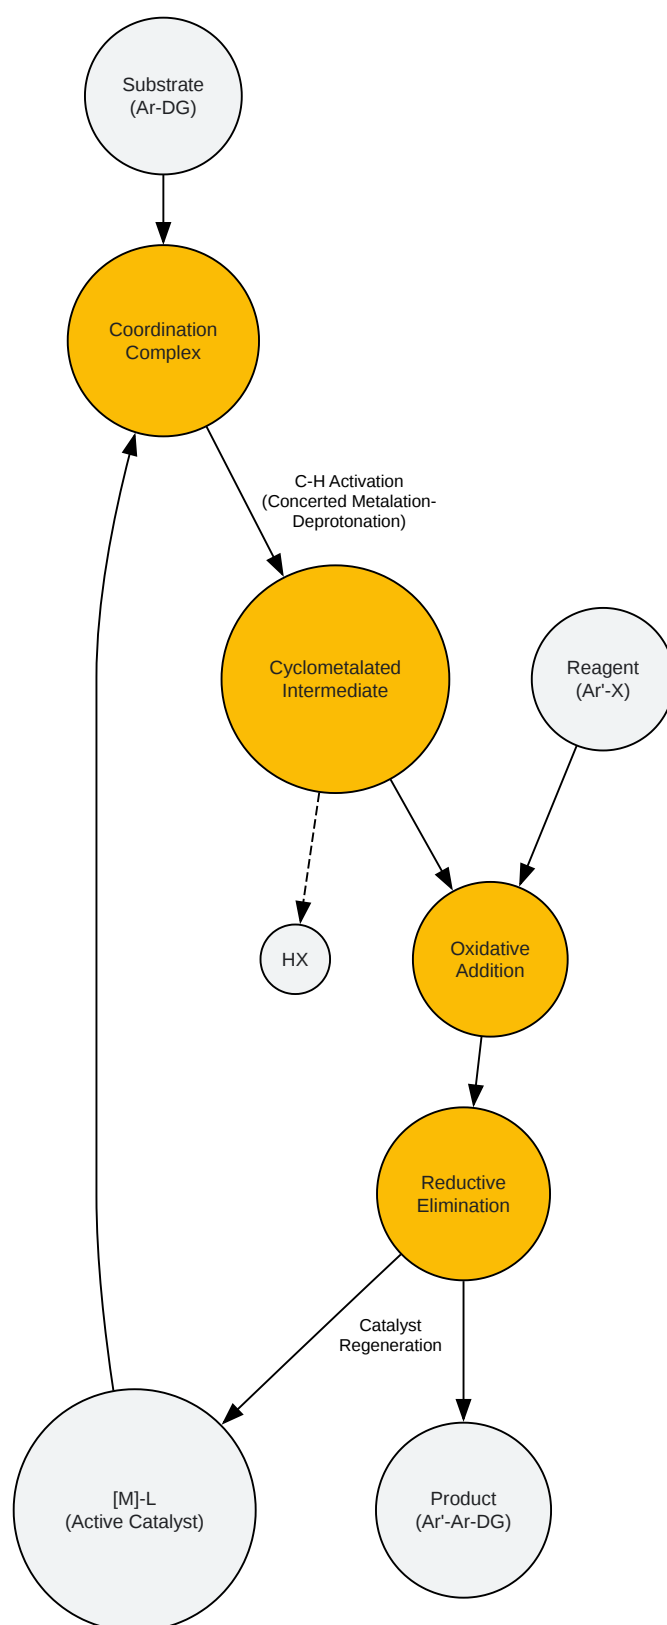 Substrate
(Ar-DG)
Coordination
Complex
C-H Activation
(Concerted Metalation-
Deprotonation)
Cyclometalated
Intermediate
Reagent
(Ar'-X)
HX
Oxidative
Addition
Reductive
Elimination
Catalyst
Regeneration
[M]-L
(Active Catalyst)
Product
(Ar'-Ar-DG)